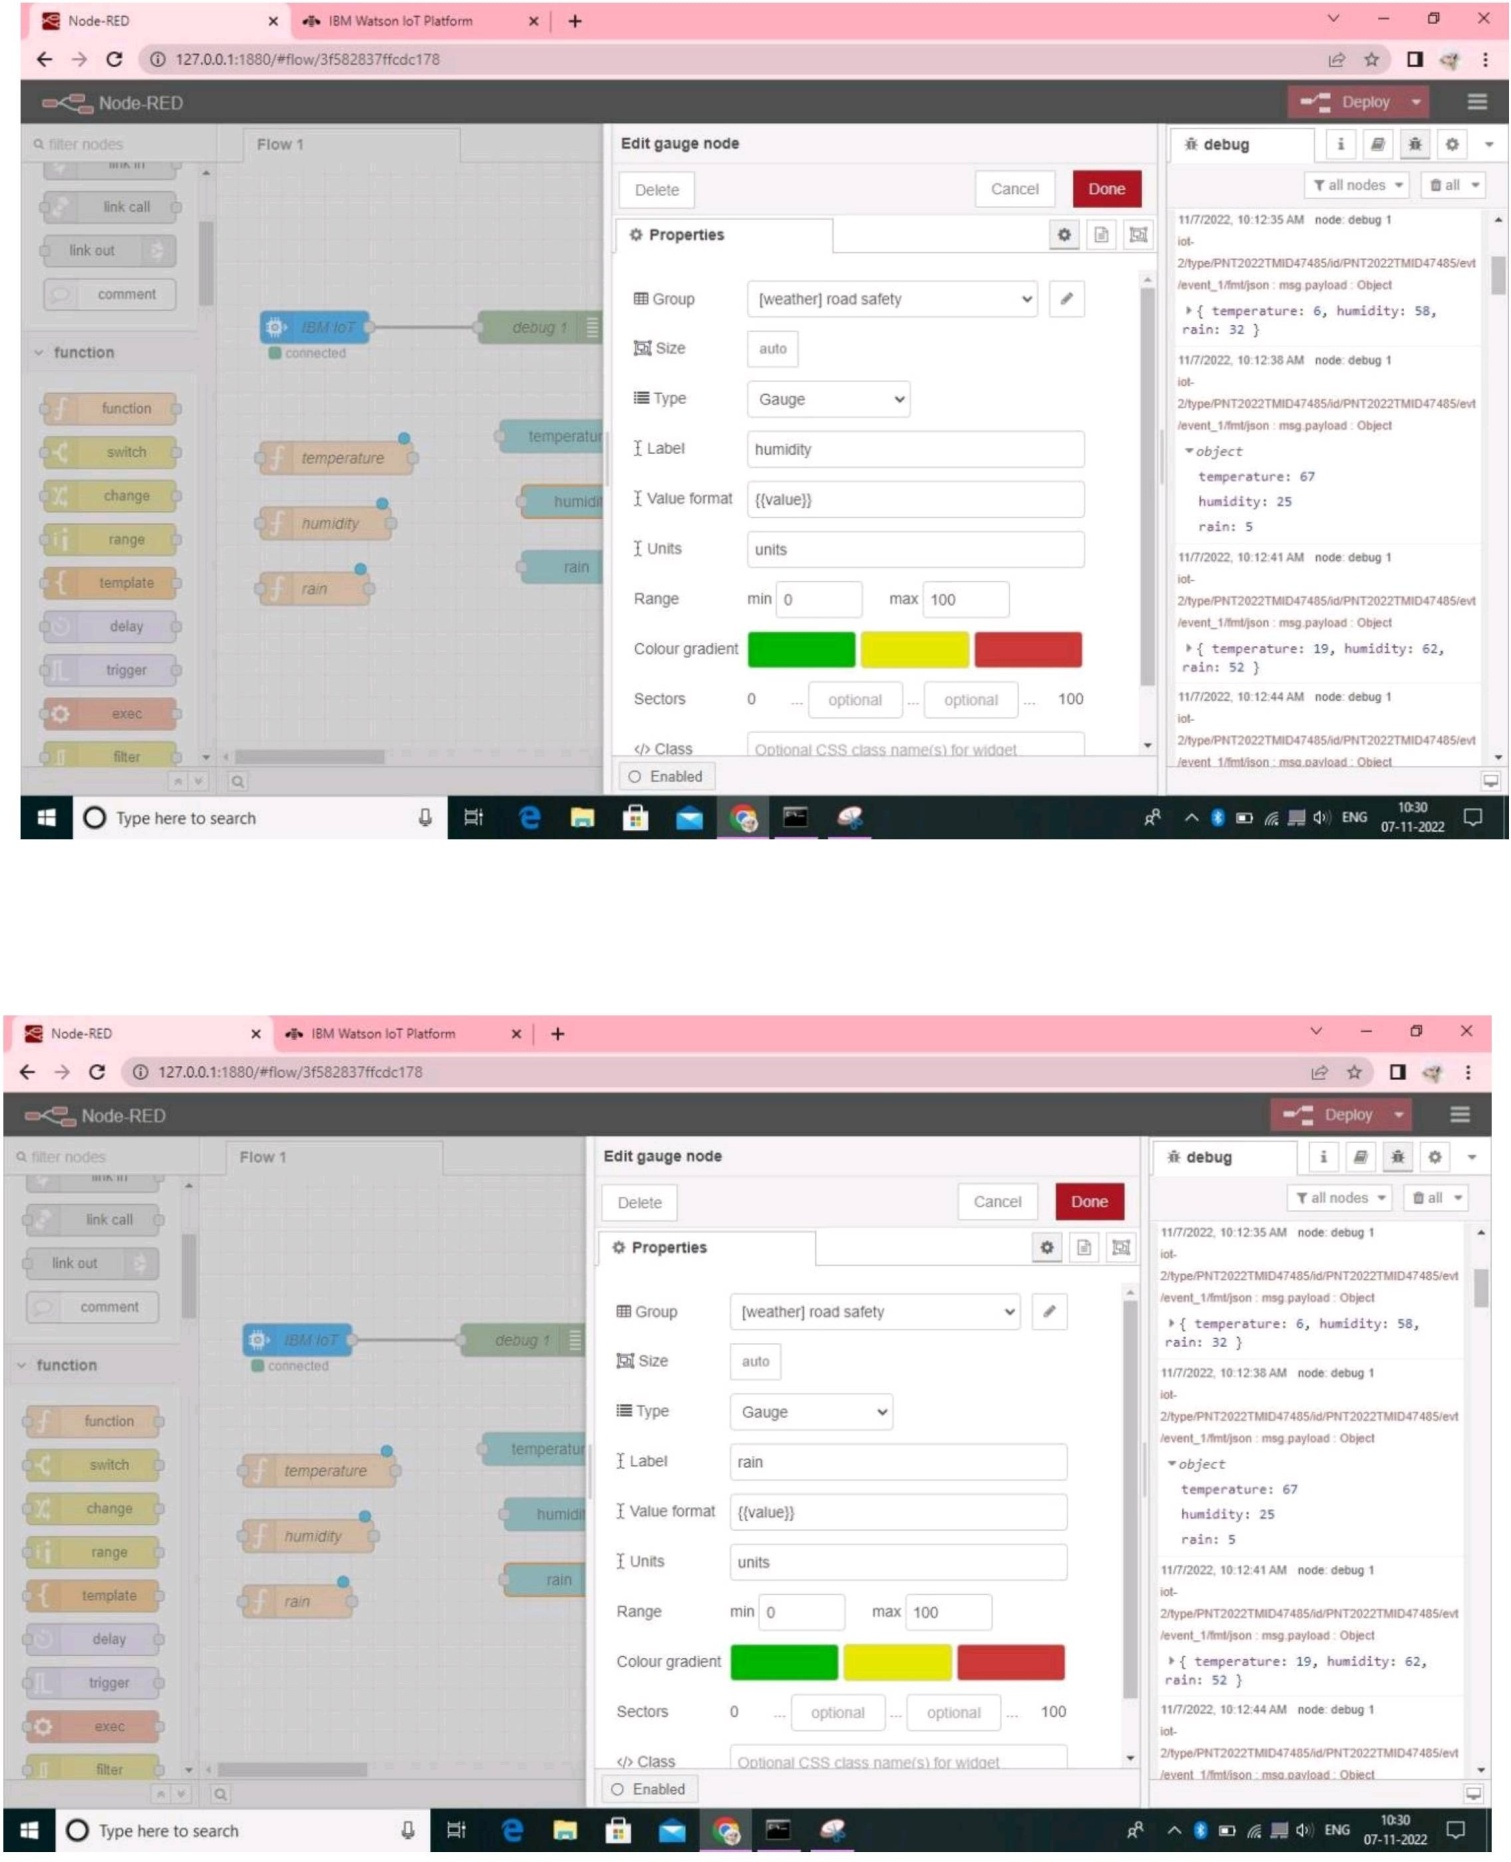 Node-RED
IBM Watson IoT Platform
127.0.0.1:1880/#flow/3f582837ffcdc178
Node-RED
Deploy
filter nodes
link in
link call
link out
comment
function
function
switch
change
range
template
delay
trigger
exec
filter
Flow 1
IBM IoT
connected
debug 1
temperature
humidity
rain
temperatur
humidit
rain
Edit gauge node
Delete
Cancel
Done
Properties
Group
[weather] road safety
Size
auto
Type
Gauge
Label
humidity
Value format
{{value}}
Units
units
Range
min 0
max 100
Colour gradient
Sectors
0 ... optional ... optional ... 100
</> Class
Optional CSS class name(s) for widget
Enabled
debug
i
all nodes
all
11/7/2022, 10:12:35 AM node: debug 1
iot-
2/type/PNT2022TMID47485/id/PNT2022TMID47485/evt
/event_1/fmt/json : msg.payload : Object
{ temperature: 6, humidity: 58,
rain: 32 }
11/7/2022, 10:12:38 AM node: debug 1
iot-
2/type/PNT2022TMID47485/id/PNT2022TMID47485/evt
/event_1/fmt/json : msg.payload : Object
object
temperature: 67
humidity: 25
rain: 5
11/7/2022, 10:12:41 AM node: debug 1
iot-
2/type/PNT2022TMID47485/id/PNT2022TMID47485/evt
/event_1/fmt/json : msg.payload : Object
{ temperature: 19, humidity: 62,
rain: 52 }
11/7/2022, 10:12:44 AM node: debug 1
iot-
2/type/PNT2022TMID47485/id/PNT2022TMID47485/evt
/event_1/fmt/json : msg.payload : Object
Type here to search
ENG
10:30
07-11-2022
Node-RED
IBM Watson IoT Platform
127.0.0.1:1880/#flow/3f582837ffcdc178
Node-RED
Deploy
filter nodes
link in
link call
link out
comment
function
function
switch
change
range
template
delay
trigger
exec
filter
Flow 1
IBM IoT
connected
debug 1
temperature
humidity
rain
temperatur
humidit
rain
Edit gauge node
Delete
Cancel
Done
Properties
Group
[weather] road safety
Size
auto
Type
Gauge
Label
rain
Value format
{{value}}
Units
units
Range
min 0
max 100
Colour gradient
Sectors
0 ... optional ... optional ... 100
</> Class
Optional CSS class name(s) for widget
Enabled
debug
i
all nodes
all
11/7/2022, 10:12:35 AM node: debug 1
iot-
2/type/PNT2022TMID47485/id/PNT2022TMID47485/evt
/event_1/fmt/json : msg.payload : Object
{ temperature: 6, humidity: 58,
rain: 32 }
11/7/2022, 10:12:38 AM node: debug 1
iot-
2/type/PNT2022TMID47485/id/PNT2022TMID47485/evt
/event_1/fmt/json : msg.payload : Object
object
temperature: 67
humidity: 25
rain: 5
11/7/2022, 10:12:41 AM node: debug 1
iot-
2/type/PNT2022TMID47485/id/PNT2022TMID47485/evt
/event_1/fmt/json : msg.payload : Object
{ temperature: 19, humidity: 62,
rain: 52 }
11/7/2022, 10:12:44 AM node: debug 1
iot-
2/type/PNT2022TMID47485/id/PNT2022TMID47485/evt
/event_1/fmt/json : msg.payload : Object
Type here to search
ENG
10:30
07-11-2022